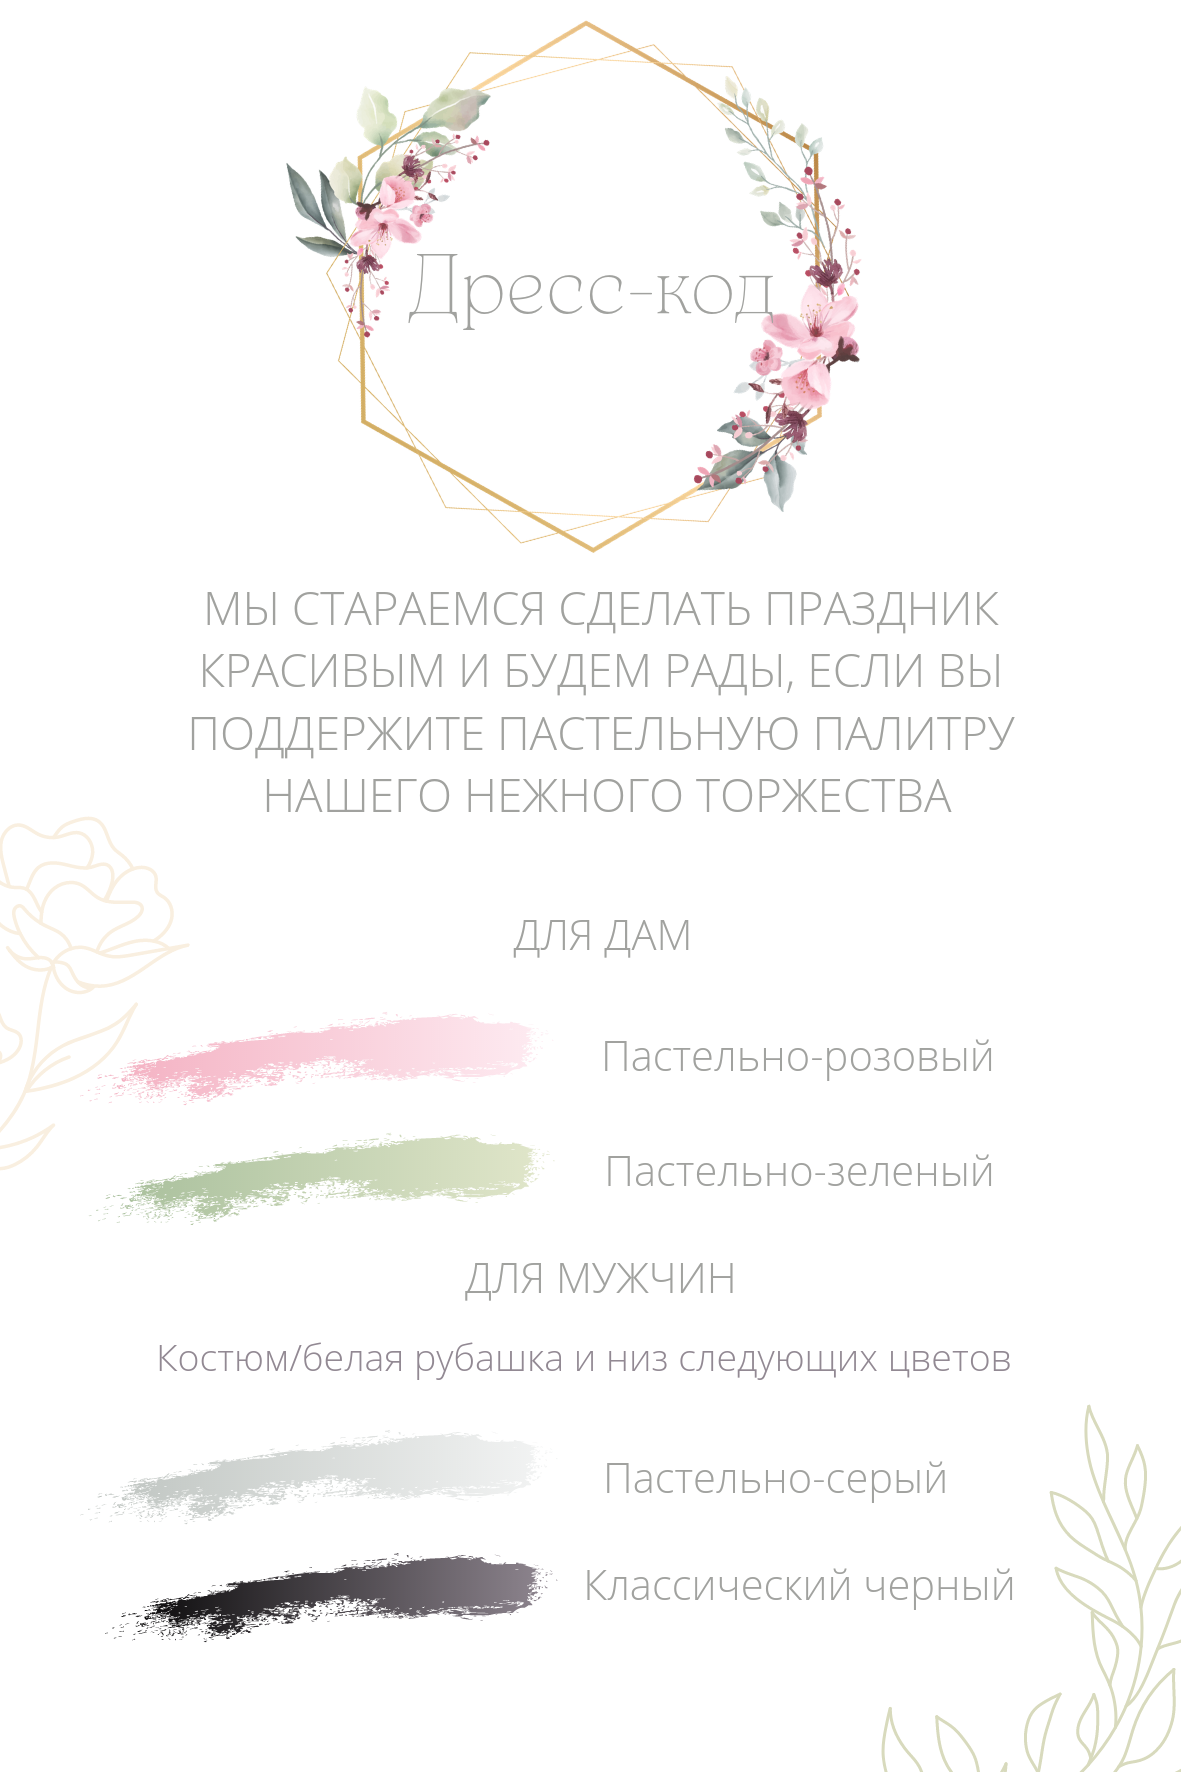 Дресс-код
МЫ СТАРАЕМСЯ СДЕЛАТЬ ПРАЗДНИК
КРАСИВЫМ И БУДЕМ РАДЫ, ЕСЛИ ВЫ
ПОДДЕРЖИТЕ ПАСТЕЛЬНУЮ ПАЛИТРУ
НАШЕГО НЕЖНОГО ТОРЖЕСТВА
ДЛЯ ДАМ
Пастельно-розовый
Пастельно-зеленый
ДЛЯ МУЖЧИН
Костюм/белая рубашка и низ следующих цветов
Пастельно-серый
Классический черный